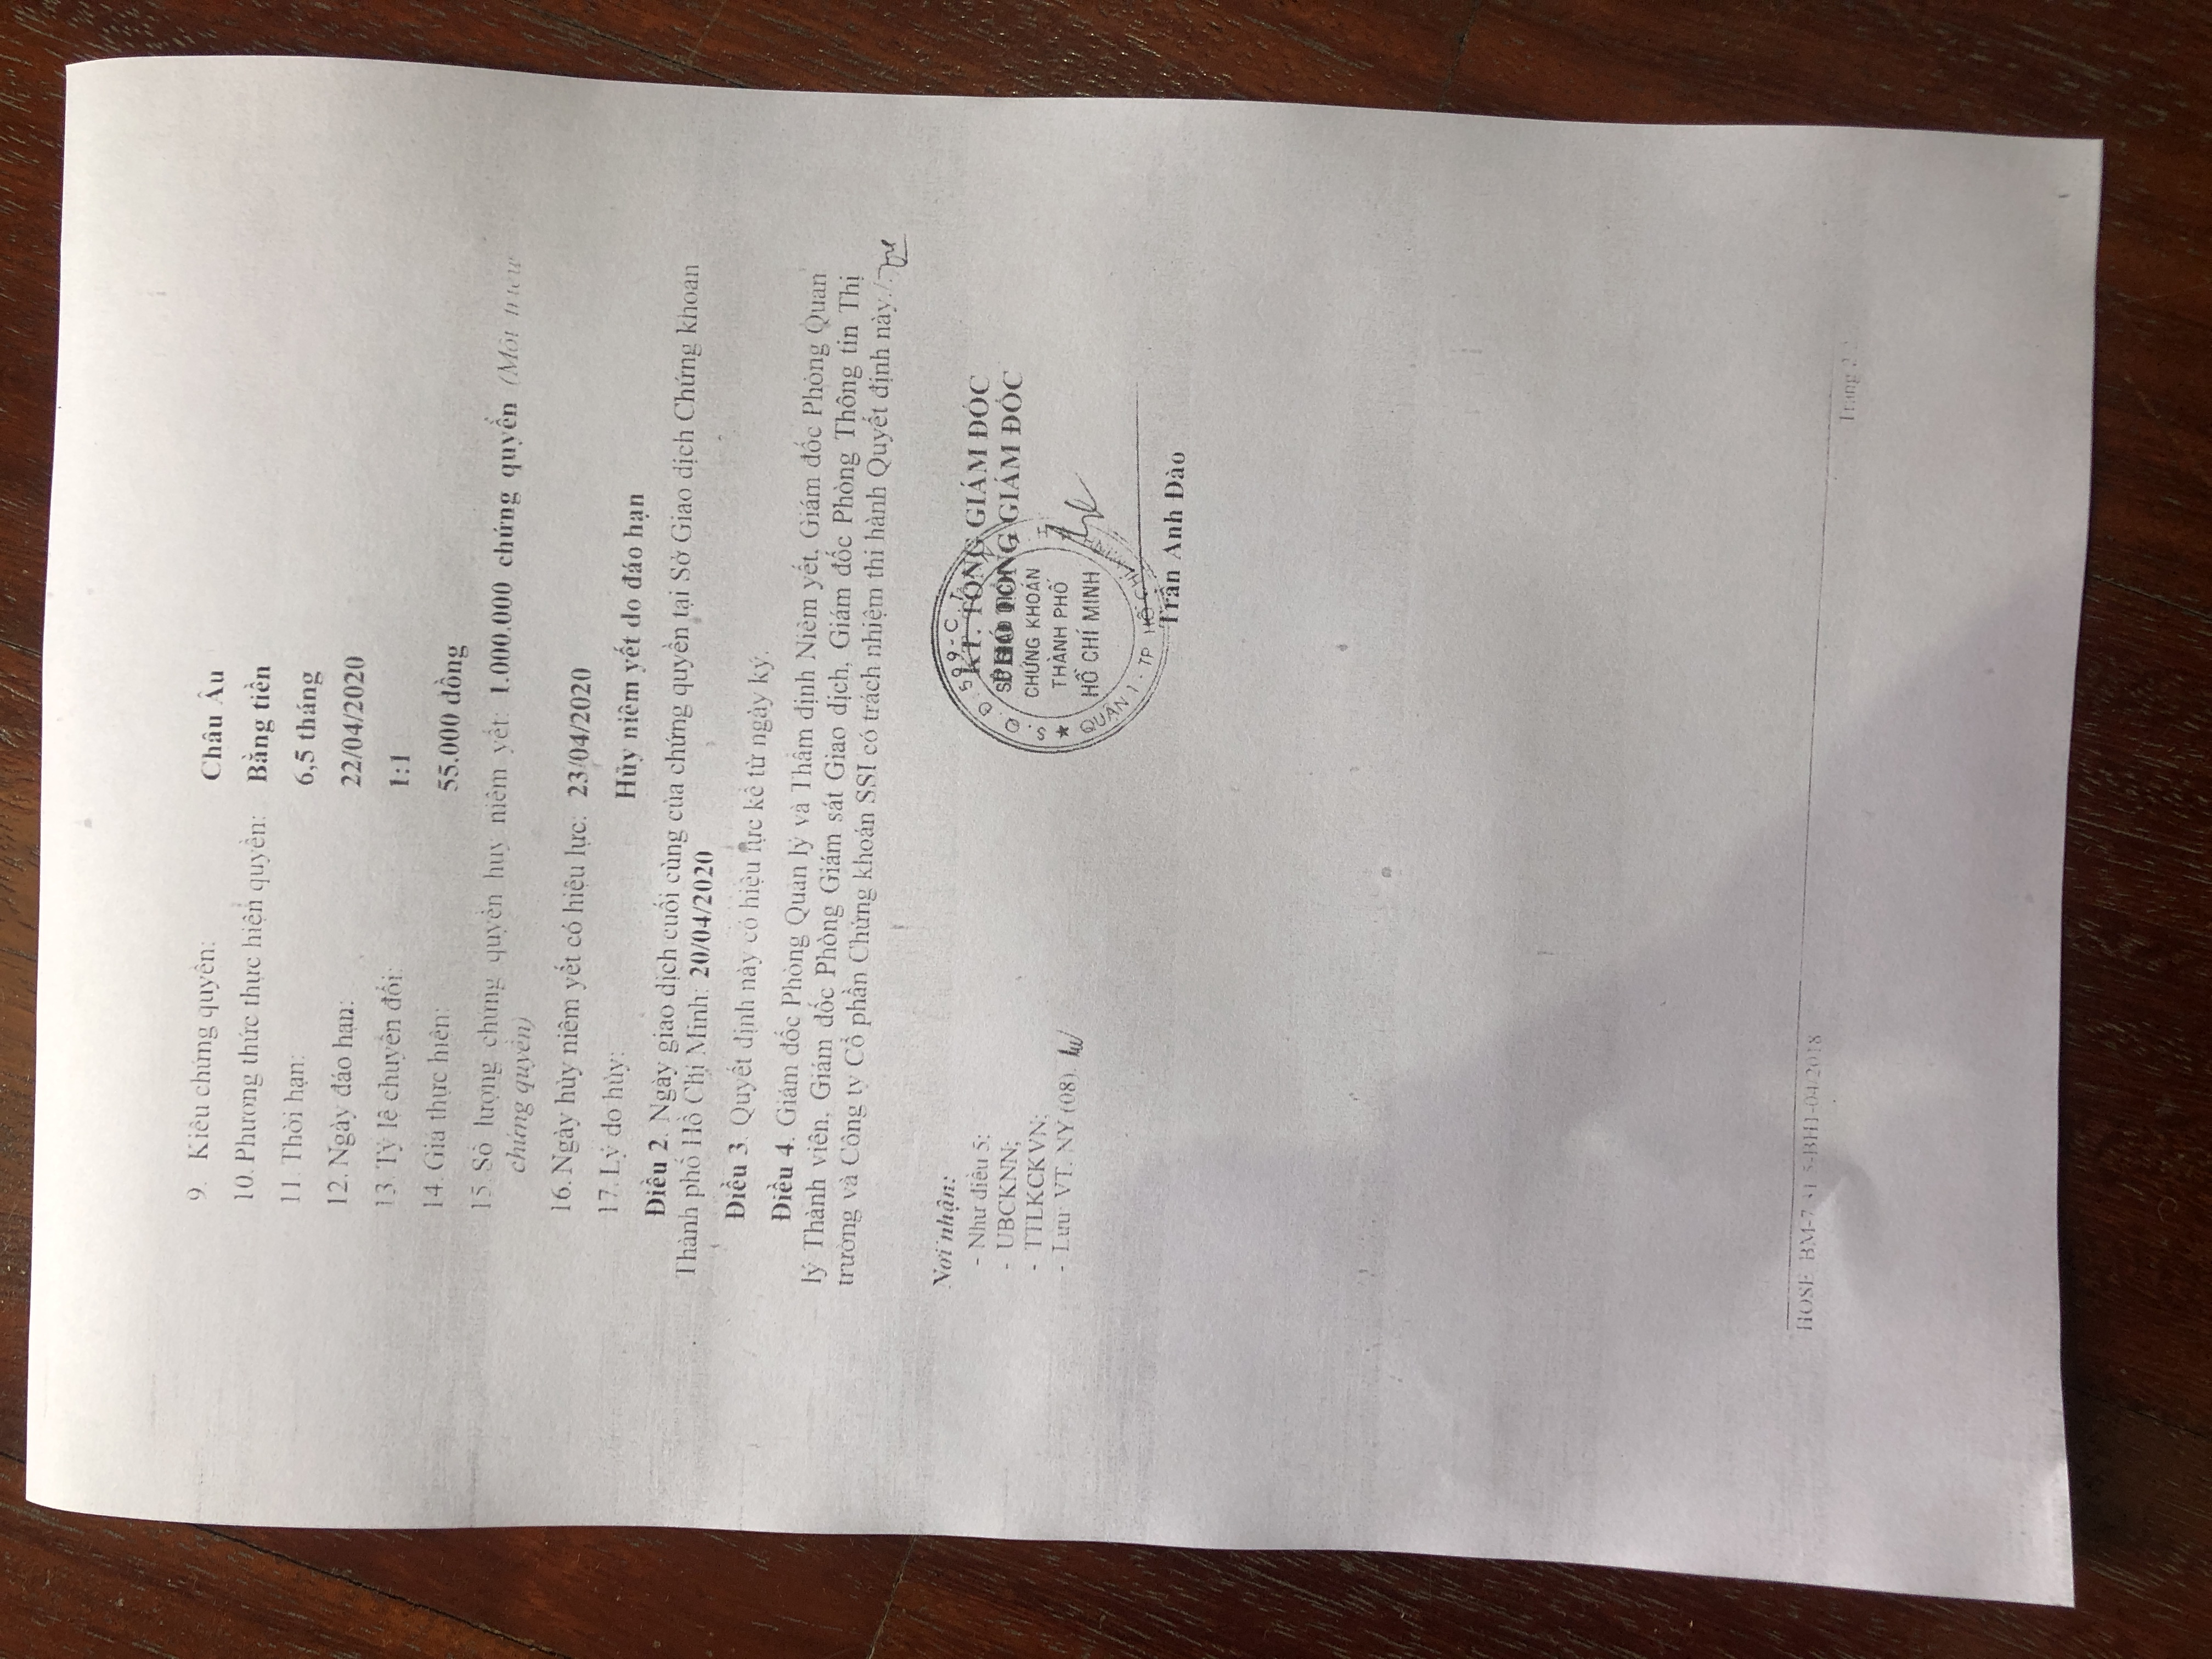 9. Kiểu chứng quyền: Châu Âu
10. Phương thức thực hiện quyền: Bằng tiền
11. Thời hạn: 6,5 tháng
12. Ngày đáo hạn: 22/04/2020
13. Tỷ lệ chuyển đổi: 1:1
14. Giá thực hiện: 55.000 đồng
15. Số lượng chứng quyền hủy niêm yết: 1.000.000 chứng quyền (Một triệu
chứng quyền)
16. Ngày hủy niêm yết có hiệu lực: 23/04/2020
17. Lý do hủy: Hủy niêm yết do đáo hạn
Điều 2. Ngày giao dịch cuối cùng của chứng quyền tại Sở Giao dịch Chứng khoán
Thành phố Hồ Chí Minh: 20/04/2020
Điều 3. Quyết định này có hiệu lực kể từ ngày ký.
Điều 4. Giám đốc Phòng Quản lý và Thẩm định Niêm yết, Giám đốc Phòng Quản
lý Thành viên, Giám đốc Phòng Giám sát Giao dịch, Giám đốc Phòng Thông tin Thị
trường và Công ty Cổ phần Chứng khoán SSI có trách nhiệm thi hành Quyết định này./.
Nơi nhận:
- Như điều 5;
- UBCKNN;
- TTLKCKVN;
- Lưu: VT, NY (08).
KT. TỔNG GIÁM ĐỐC
PHÓ TỔNG GIÁM ĐỐC
S.Q.Đ: 599-C.T
SỞ GIAO DỊCH
CHỨNG KHOÁN
THÀNH PHỐ
HỒ CHÍ MINH
★ QUẬN 1 - TP HỒ CHÍ MINH
Trần Anh Đào
HOSE BM-7 5-BH1-04/2018
Trang 2